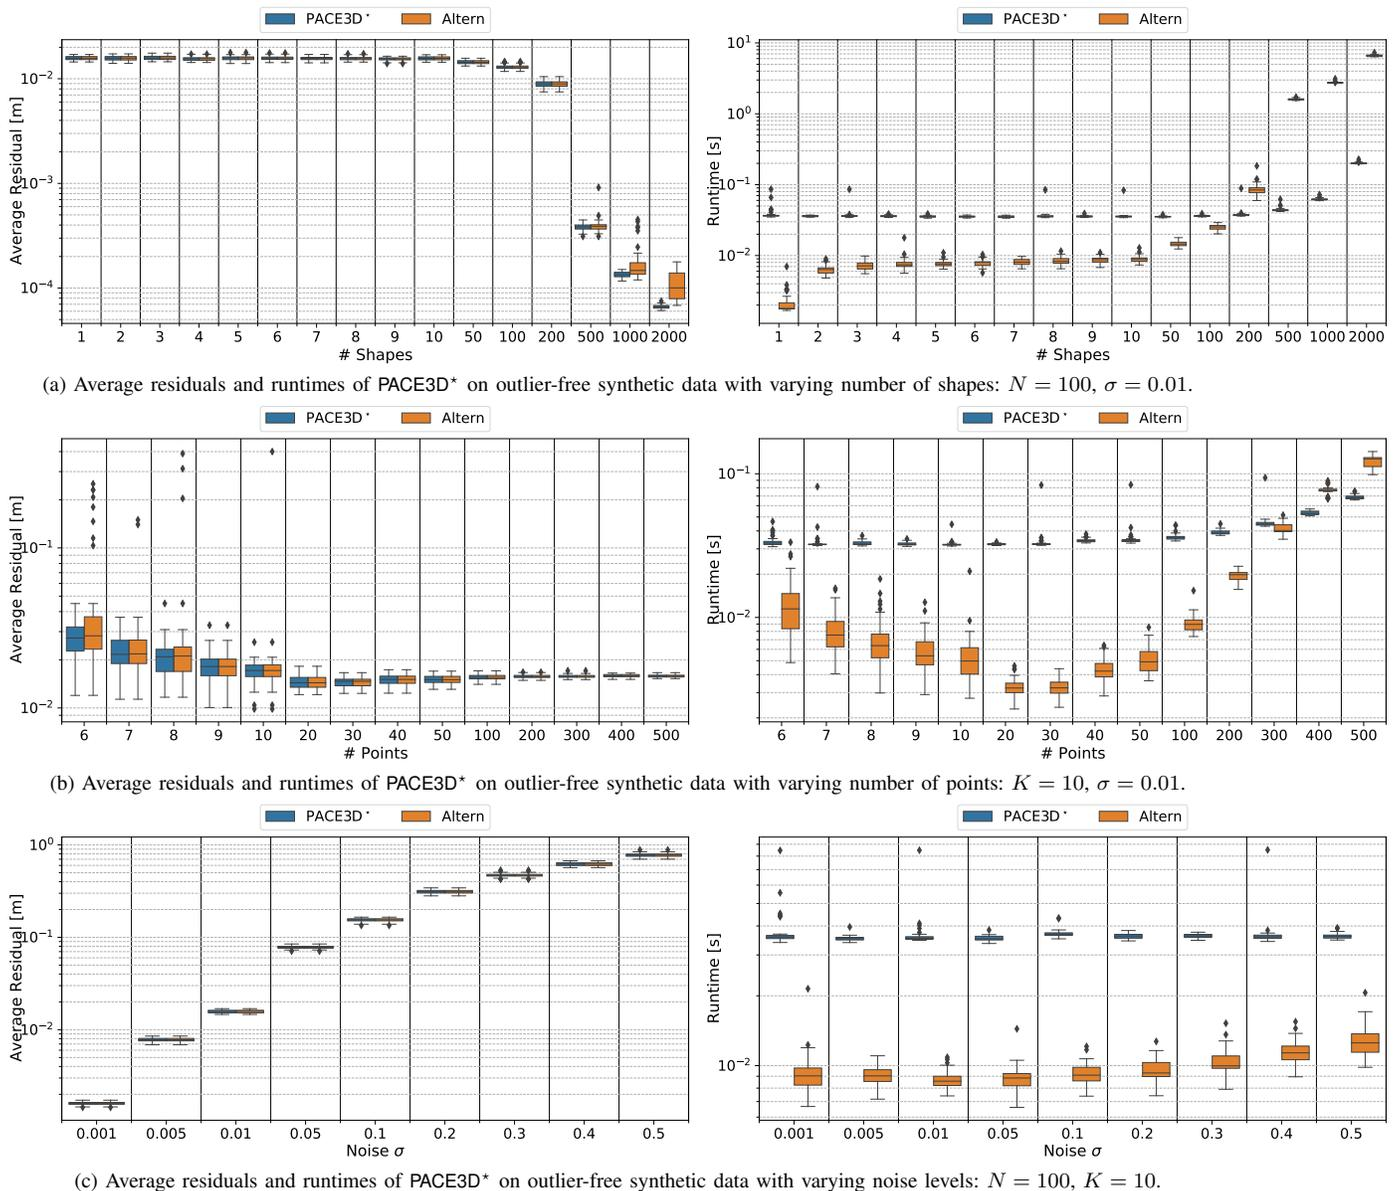 PACE3D* Altern
PACE3D* Altern
Average Residual [m]
10⁻²
10⁻³
10⁻⁴
1 2 3 4 5 6 7 8 9 10 50 100 200 500 1000 2000
# Shapes
Runtime [s]
10¹
10⁰
10⁻¹
10⁻²
1 2 3 4 5 6 7 8 9 10 50 100 200 500 1000 2000
# Shapes
(a) Average residuals and runtimes of PACE3D* on outlier-free synthetic data with varying number of shapes: N = 100, σ = 0.01.
PACE3D* Altern
PACE3D* Altern
Average Residual [m]
10⁻¹
10⁻²
6 7 8 9 10 20 30 40 50 100 200 300 400 500
# Points
Runtime [s]
10⁻¹
10⁻²
6 7 8 9 10 20 30 40 50 100 200 300 400 500
# Points
(b) Average residuals and runtimes of PACE3D* on outlier-free synthetic data with varying number of points: K = 10, σ = 0.01.
PACE3D* Altern
PACE3D* Altern
Average Residual [m]
10⁰
10⁻¹
10⁻²
0.001 0.005 0.01 0.05 0.1 0.2 0.3 0.4 0.5
Noise σ
Runtime [s]
10⁻²
0.001 0.005 0.01 0.05 0.1 0.2 0.3 0.4 0.5
Noise σ
(c) Average residuals and runtimes of PACE3D* on outlier-free synthetic data with varying noise levels: N = 100, K = 10.